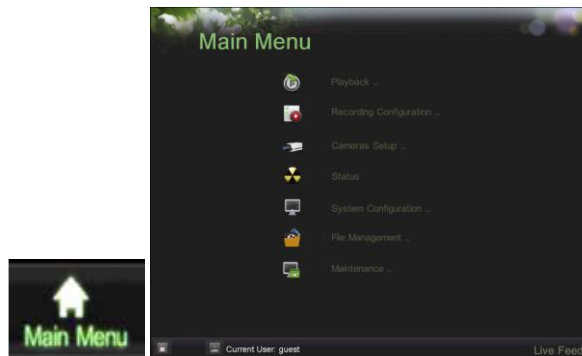 Main Menu
Main Menu
Playback ...
Recording Configuration ...
Cameras Setup ...
Status
System Configuration ...
File Management ...
Maintenance ...
Current User: guest
Live Feed